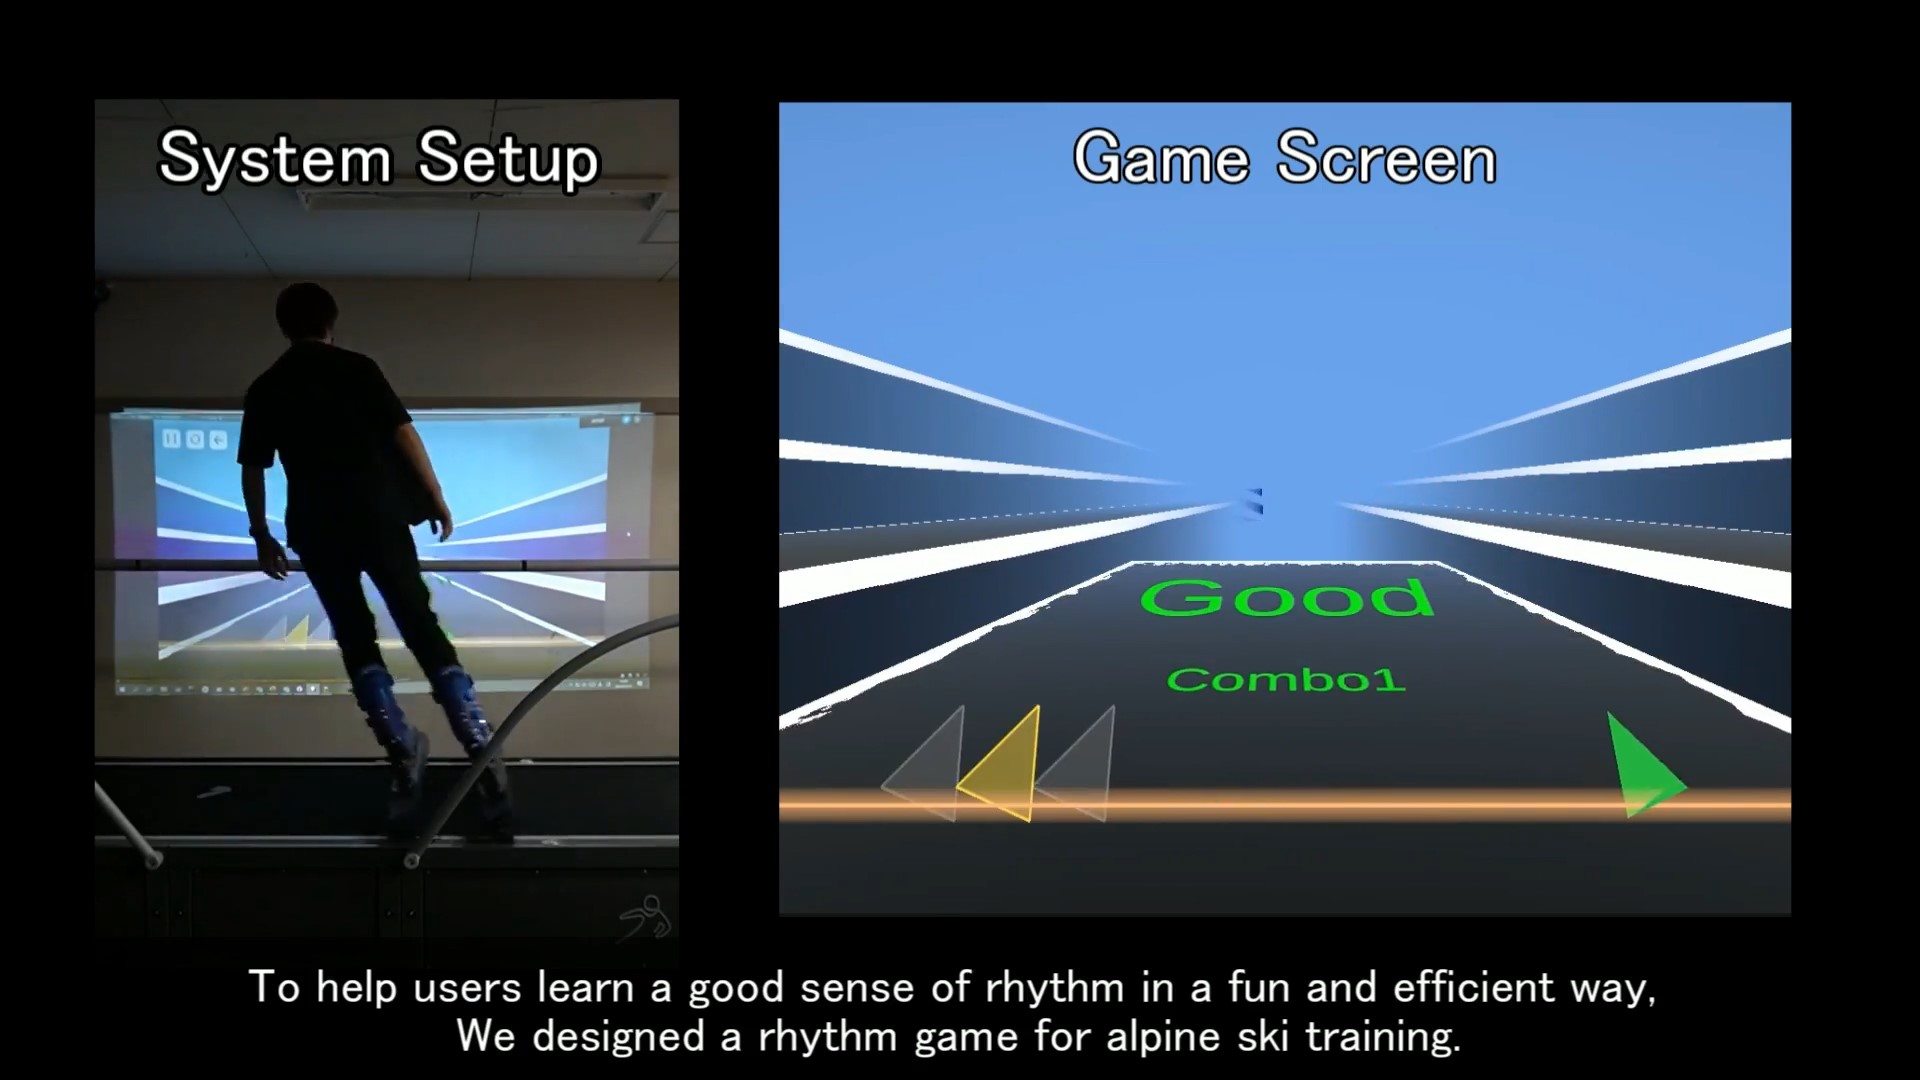 System Setup
Game Screen
Good
Combo1
To help users learn a good sense of rhythm in a fun and efficient way,
We designed a rhythm game for alpine ski training.